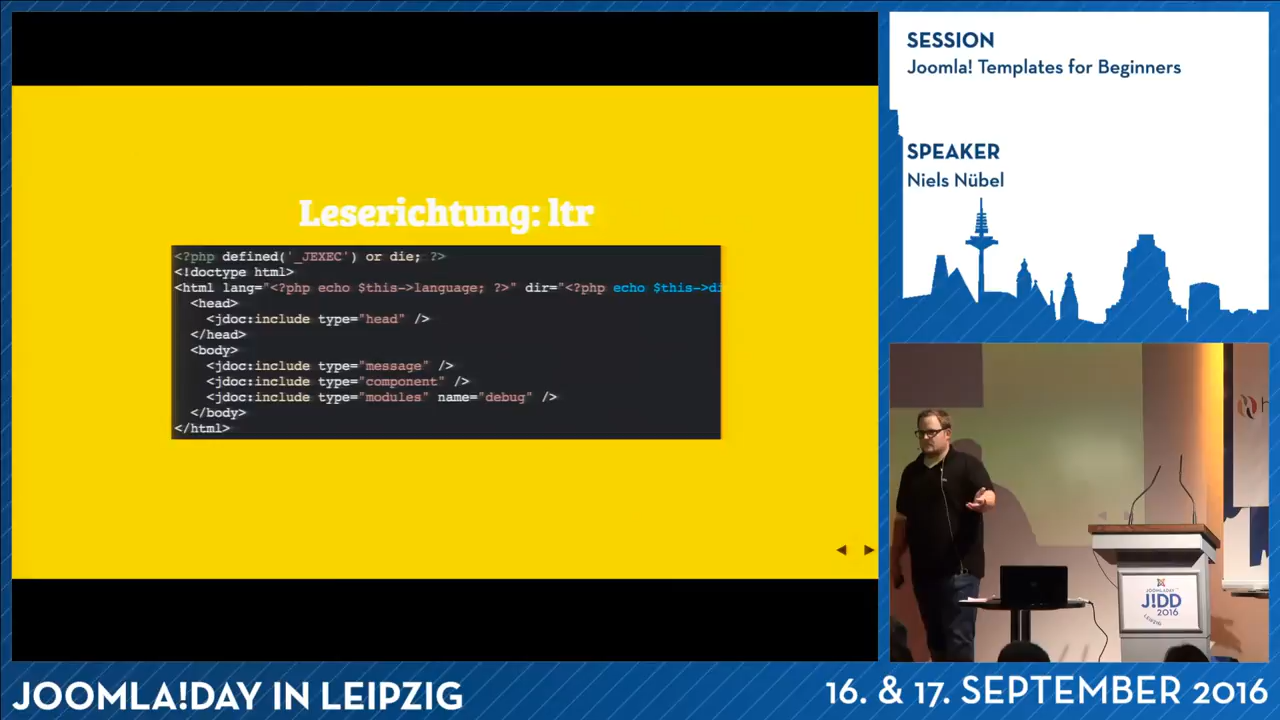 Leserichtung: ltr
<?php defined('_JEXEC') or die; ?>
<!doctype html>
<html lang="<?php echo $this->language; ?>" dir="<?php echo $this->di
<head>
<jdoc:include type="head" />
</head>
<body>
<jdoc:include type="message" />
<jdoc:include type="component" />
<jdoc:include type="modules" name="debug" />
</body>
</html>
SESSION
Joomla! Templates for Beginners
SPEAKER
Niels Nübel
h
JOOMLA!DAY
J!DD
2016
LEIPZIG
JOOMLA!DAY IN LEIPZIG
16. & 17. SEPTEMBER 2016